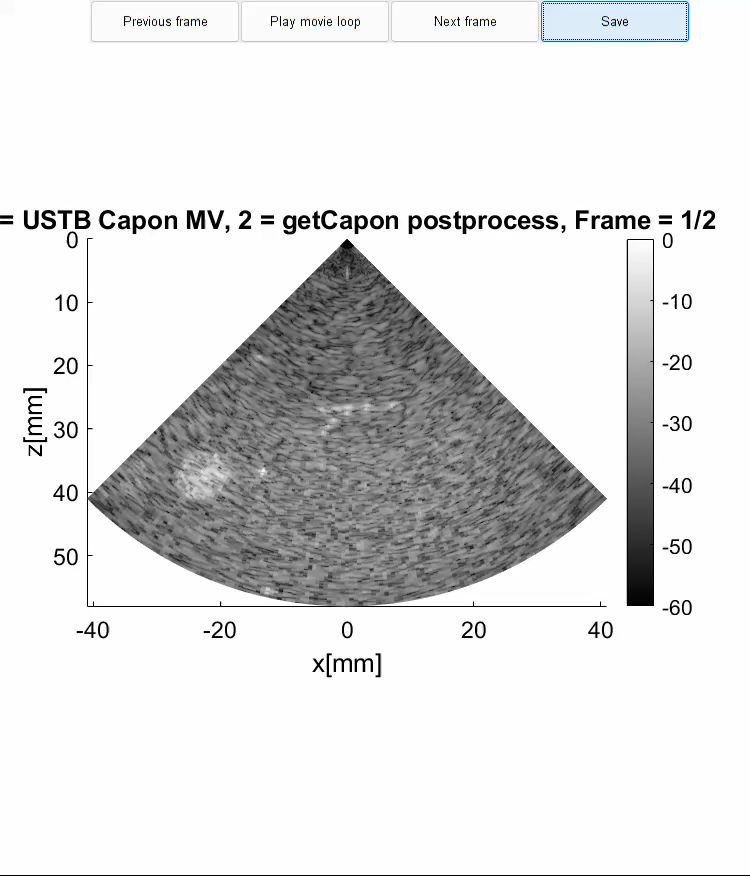 Previous frame Play movie loop Next frame Save
= USTB Capon MV, 2 = getCapon postprocess, Frame = 1/2
0
10
20
30
40
50
z[mm]
-40 -20 0 20 40
x[mm]
0
-10
-20
-30
-40
-50
-60